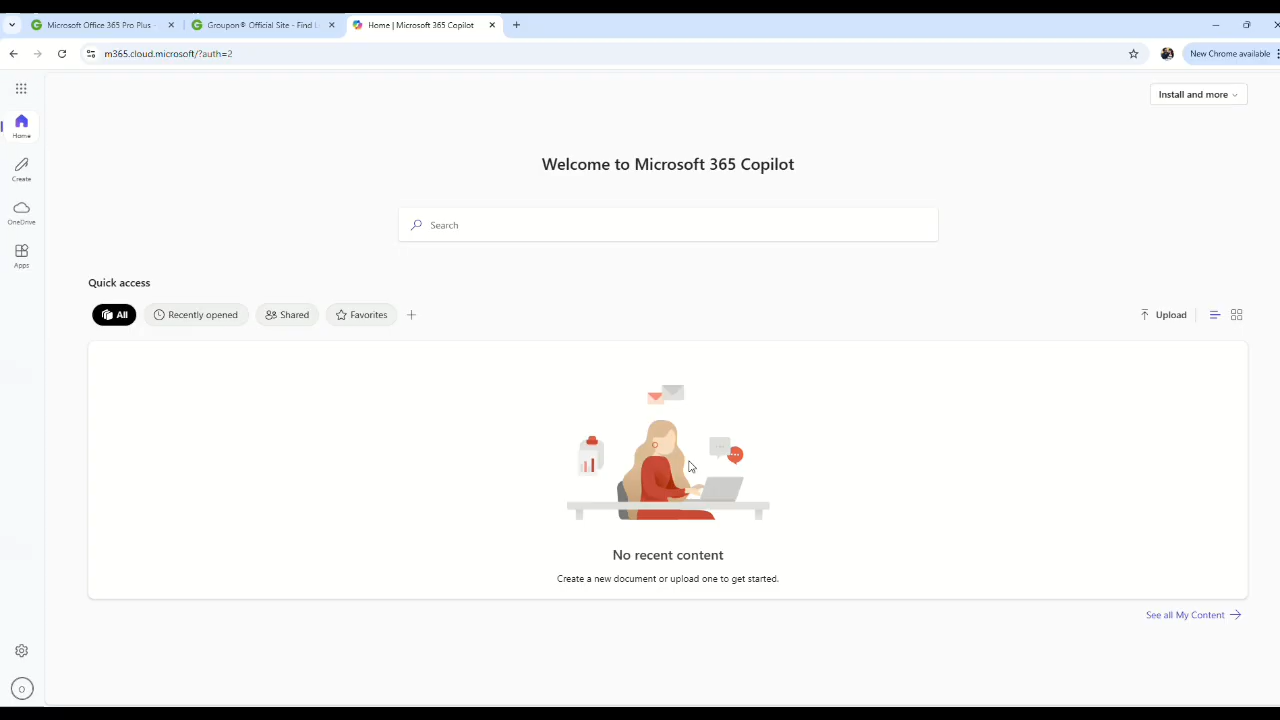 Microsoft Office 365 Pro Plus -
Groupon® Official Site - Find L
Home | Microsoft 365 Copilot
m365.cloud.microsoft/?auth=2
New Chrome available
Install and more
Home
Create
OneDrive
Apps
Welcome to Microsoft 365 Copilot
Search
Quick access
All
Recently opened
Shared
Favorites
Upload
No recent content
Create a new document or upload one to get started.
See all My Content
O